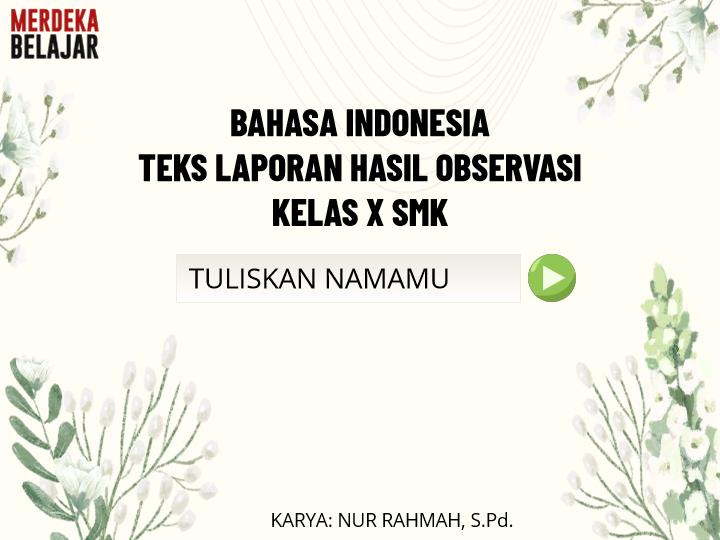 MERDEKA
BELAJAR
BAHASA INDONESIA
TEKS LAPORAN HASIL OBSERVASI
KELAS X SMK
TULISKAN NAMAMU
KARYA: NUR RAHMAH, S.Pd.